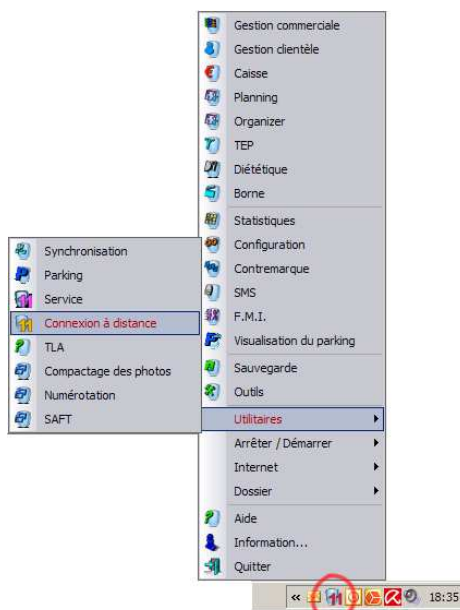 Gestion commerciale
Gestion clientèle
Caisse
Planning
Organizer
TEP
Diététique
Borne
Statistiques
Configuration
Contremarque
SMS
F.M.I.
Visualisation du parking
Sauvegarde
Outils
Utilitaires
Arrêter / Démarrer
Internet
Dossier
Aide
Information...
Quitter
Synchronisation
Parking
Service
Connexion à distance
TLA
Compactage des photos
Numérotation
SAFT
« 18:35